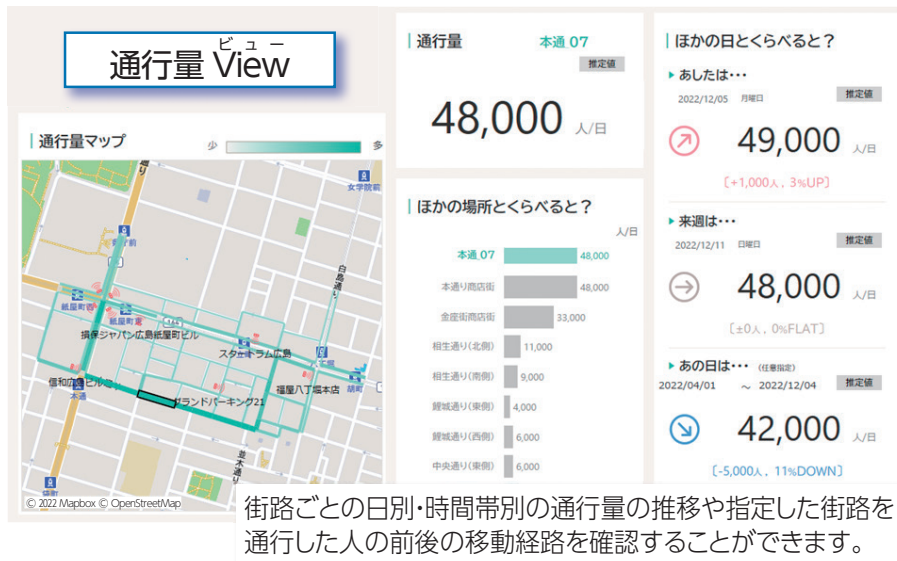 通行量 View
ビュー
通行量マップ
少
多
女学院前
白島通り
紙屋町西
紙屋町東
損保ジャパン広島紙屋町ビル
スタートラム広島
福屋八丁堀本店
胡町
本通
グランドパーキング21
並木通り
© 2022 Mapbox © OpenStreetMap
通行量
本通 07
推定値
48,000 人/日
ほかの場所とくらべると？
人/日
本通_07 48,000
本通り商店街 48,000
金座街商店街 33,000
相生通り(北側) 11,000
相生通り(南側) 9,000
鯉城通り(東側) 4,000
鯉城通り(西側) 6,000
中央通り(東側) 6,000
ほかの日とくらべると？
あしたは・・・
2022/12/05 月曜日
推定値
49,000 人/日
〔+1,000人 , 3%UP〕
来週は・・・
2022/12/11 日曜日
推定値
48,000 人/日
〔±0人 , 0%FLAT〕
あの日は・・・ (任意指定)
2022/04/01 ～ 2022/12/04
推定値
42,000 人/日
〔-5,000人 , 11%DOWN〕
街路ごとの日別・時間帯別の通行量の推移や指定した街路を
通行した人の前後の移動経路を確認することができます。